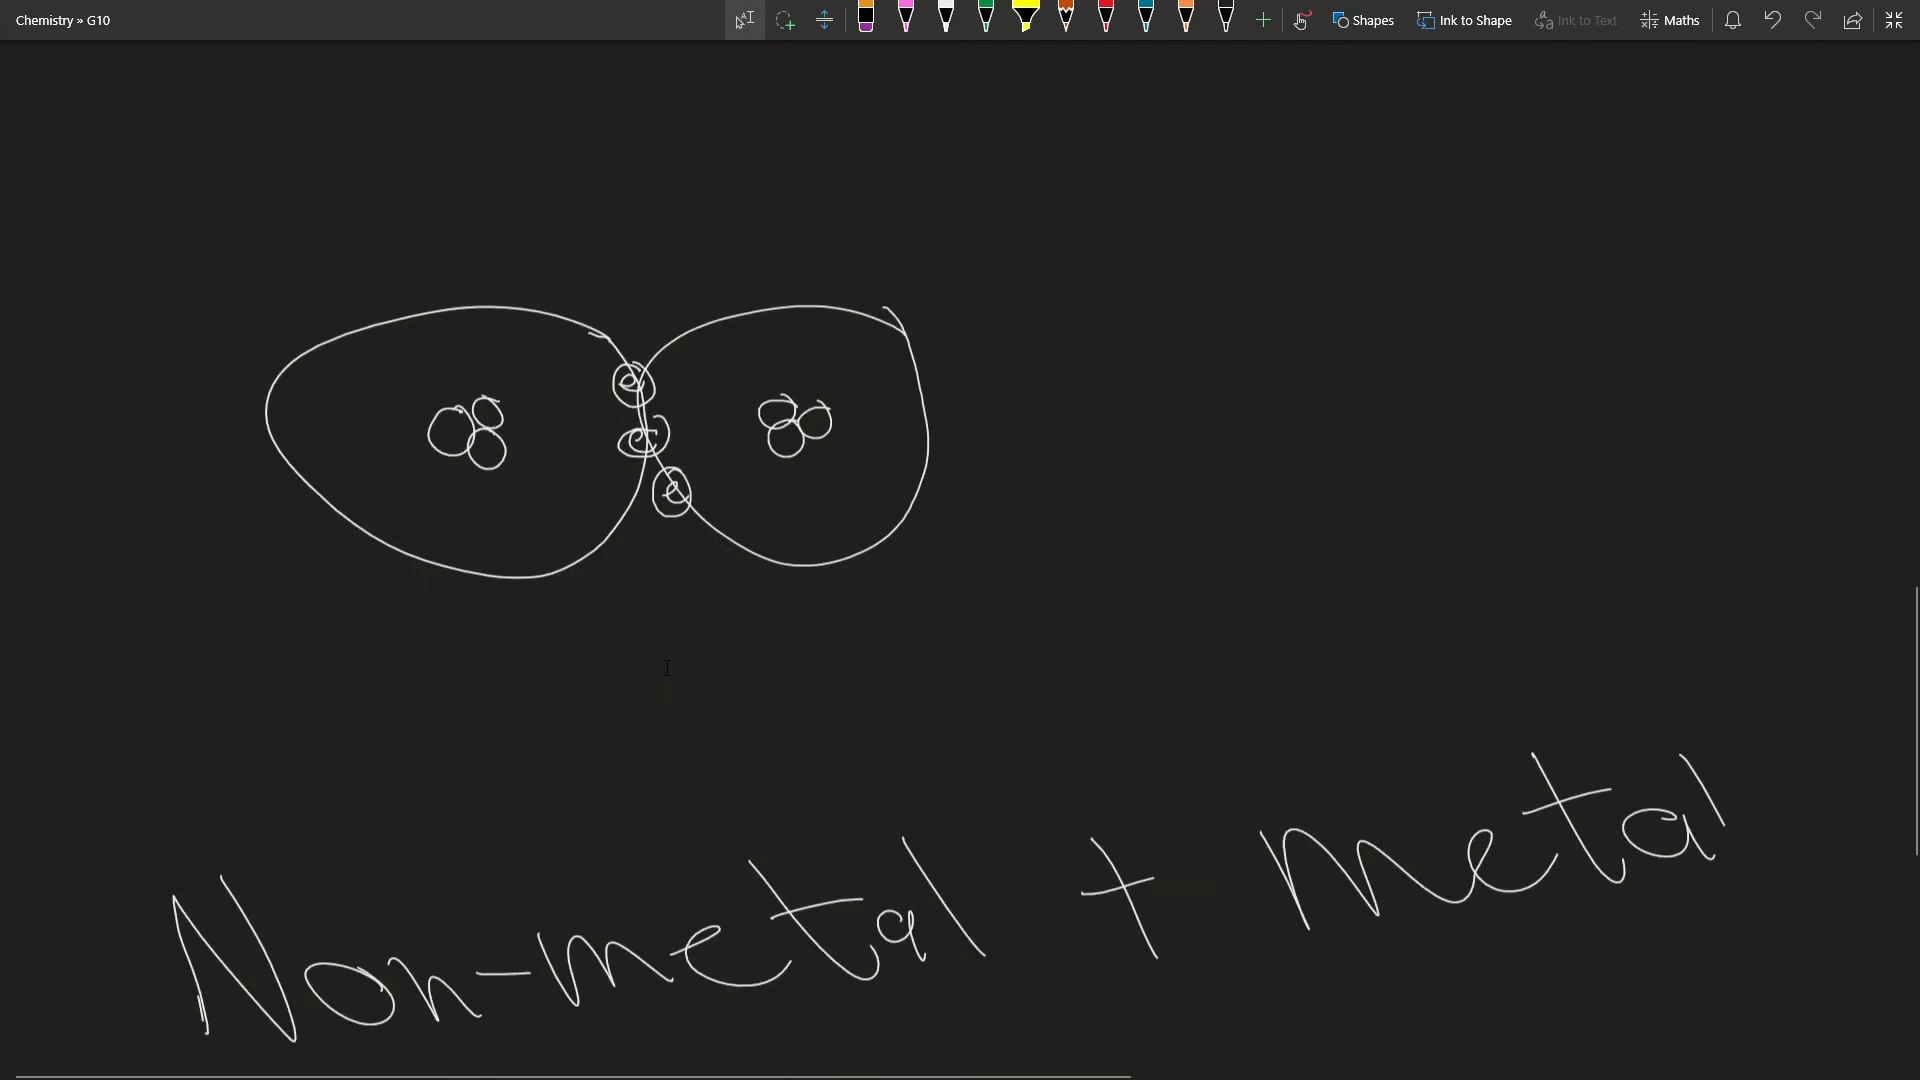 Chemistry » G10
Shapes Ink to Shape Ink to Text Maths
e
e
e
Non-metal + metal